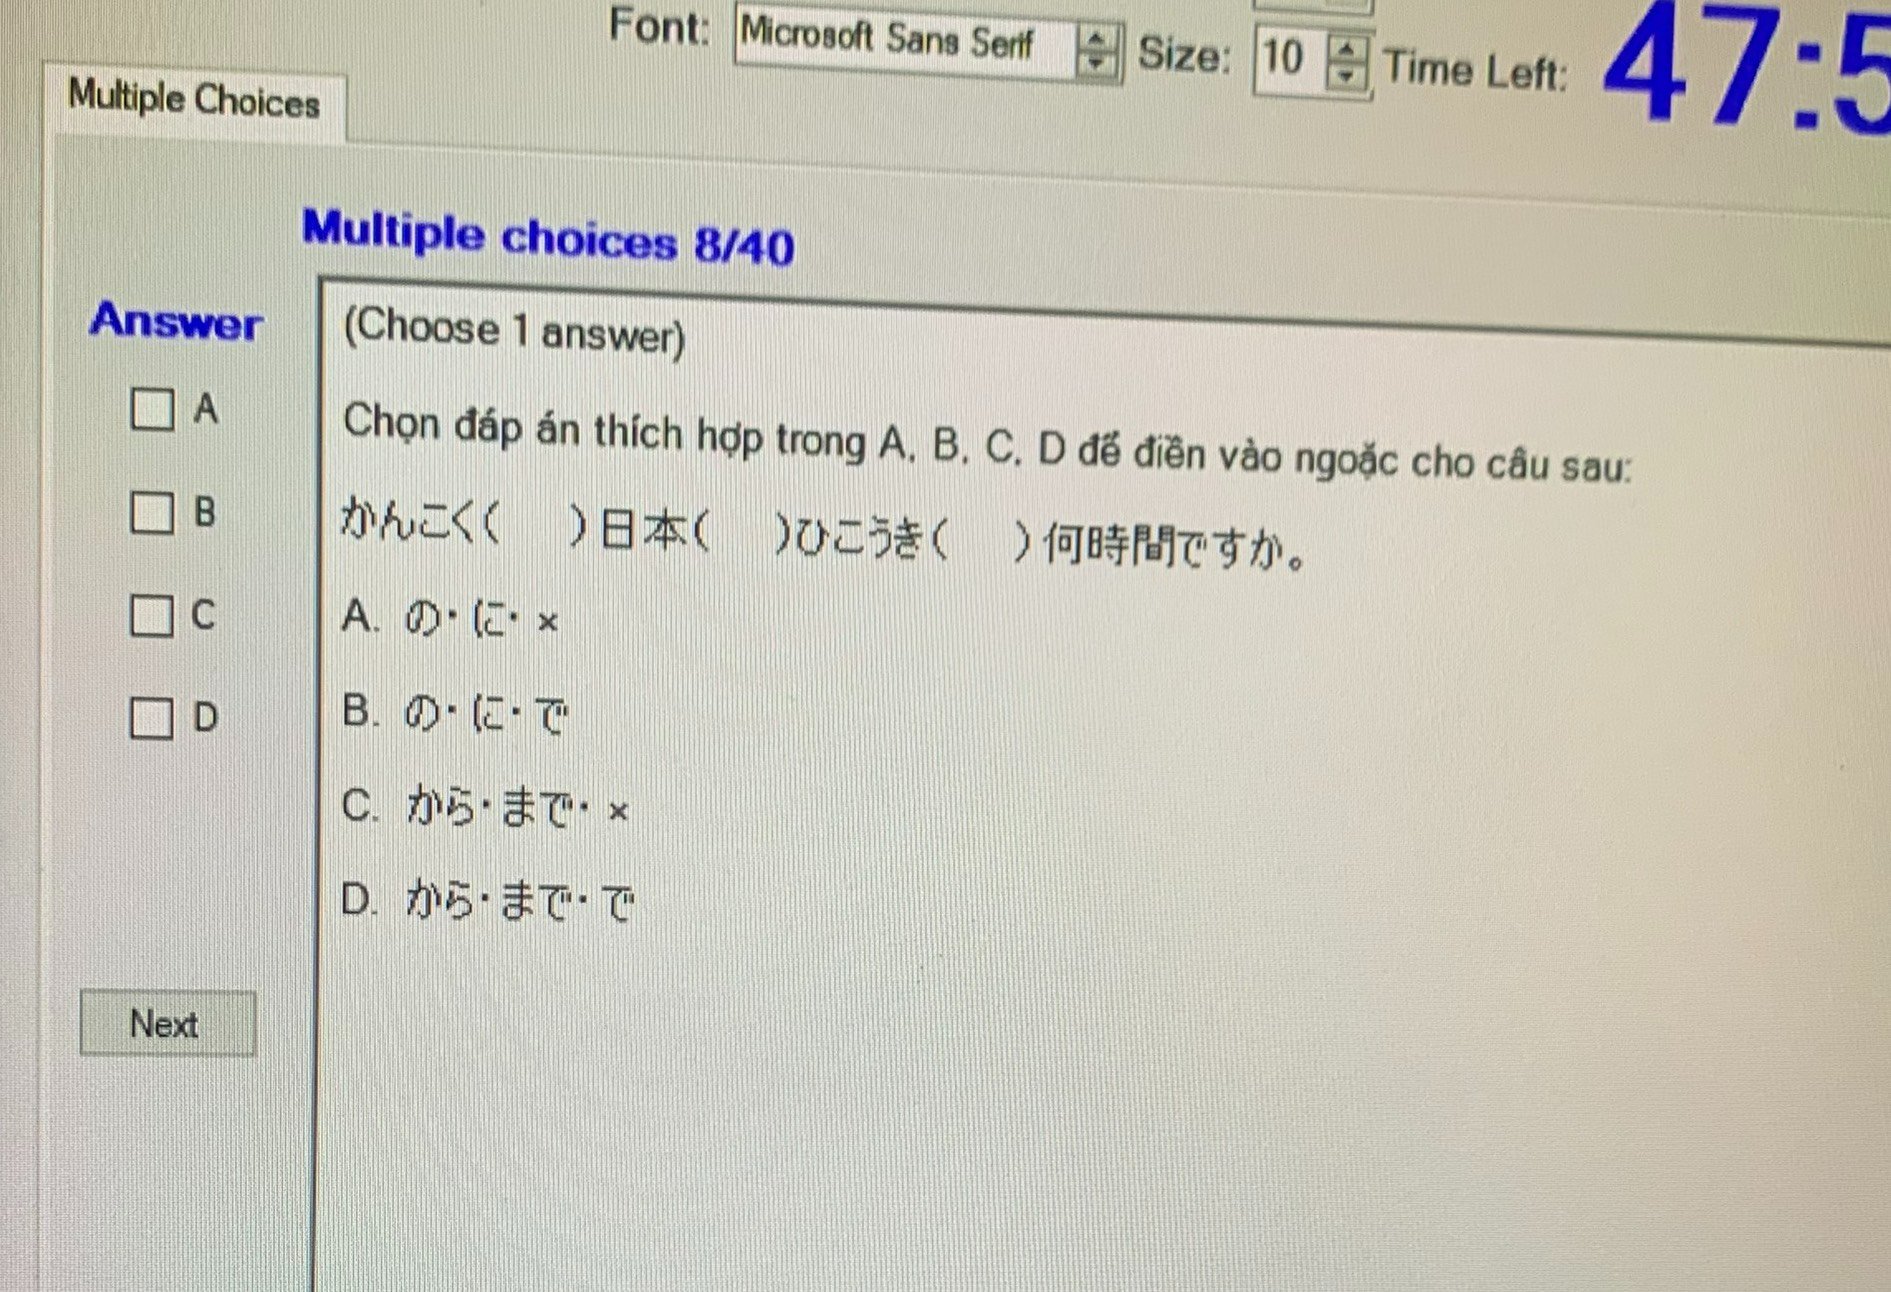 Font: Microsoft Sans Serif Size: 10 Time Left: 47:5
Multiple Choices
Multiple choices 8/40
Answer
(Choose 1 answer)
A
Chọn đáp án thích hợp trong A, B, C, D để điền vào ngoặc cho câu sau:
B
かんこく( )日本( )ひこうき( )何時間ですか。
C
A. の・に・×
D
B. の・に・で
C. から・まで・×
D. から・まで・で
Next